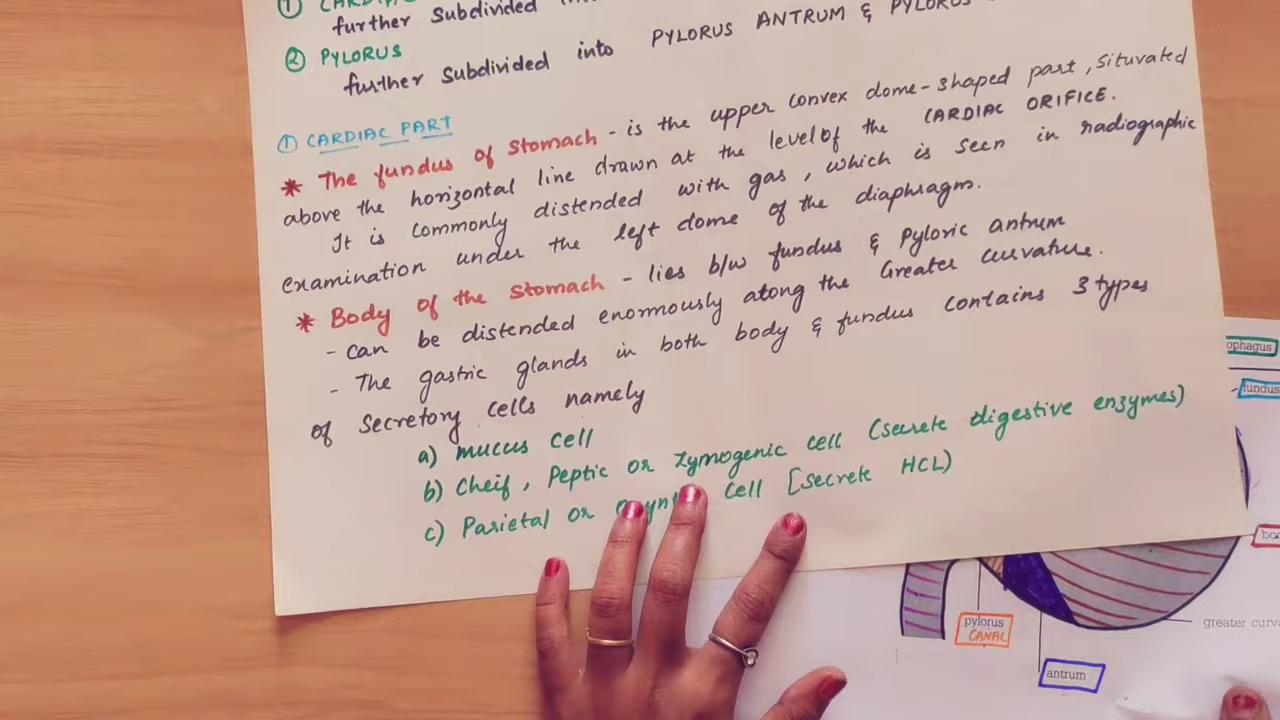 ① CARDIAC
further Subdivided
② PYLORUS
further Subdivided into PYLORUS ANTRUM & PYLORUS
① CARDIAC PART
* The fundus of stomach - is the upper convex dome-shaped part, situvated
above the horizontal line drawn at the level of the CARDIAC ORIFICE.
It is commonly distended with gas, which is seen in radiographic
examination under the left dome of the diaphragm.
* Body of the stomach - lies b/w fundus & pyloric antrum
- can be distended enormously along the Greater curvature.
- The gastric glands in both body & fundus contains 3 types
of secretory cells namely
a) mucus cell
b) Cheif, Peptic or zymogenic cell (secrete digestive enzymes)
c) Parietal or cell [secrete HCL)
ophagus
fundus
pylorus
CANAL
antrum
greater curva